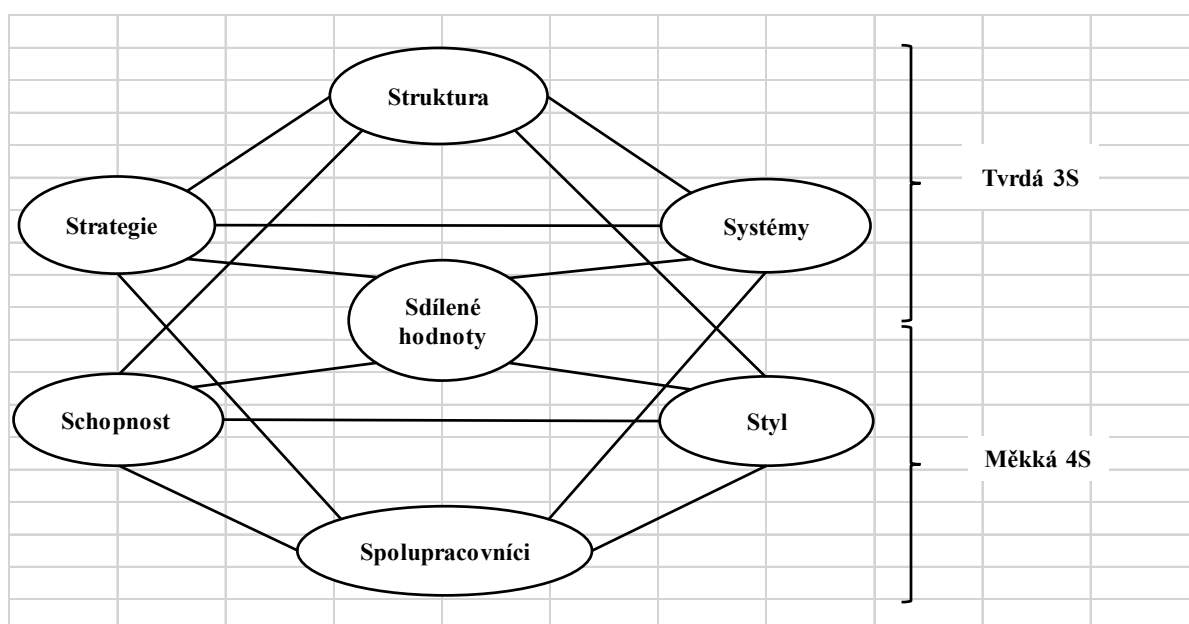 Struktura
Tvrdá 3S
Strategie
Systémy
Sdílené
hodnoty
Schopnost
Styl
Měkká 4S
Spolupracovníci